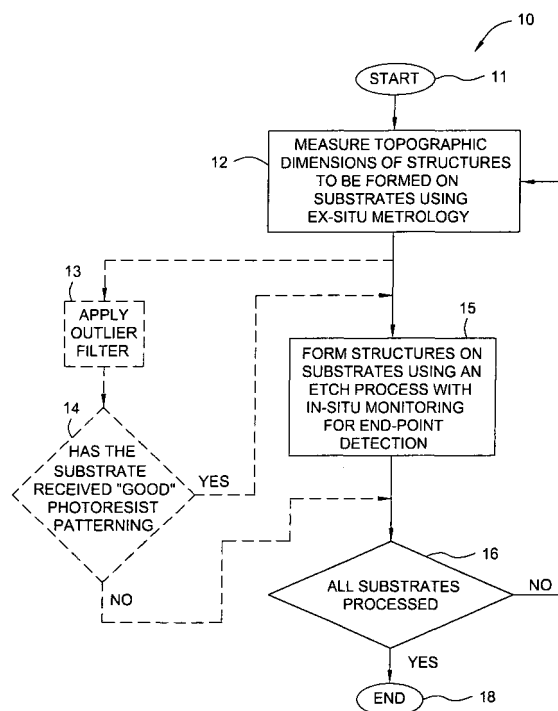 10
START
11
12
MEASURE TOPOGRAPHIC
DIMENSIONS OF STRUCTURES
TO BE FORMED ON
SUBSTRATES USING
EX-SITU METROLOGY
13
APPLY
OUTLIER
FILTER
15
FORM STRUCTURES ON
SUBSTRATES USING AN
ETCH PROCESS WITH
IN-SITU MONITORING
FOR END-POINT
DETECTION
14
HAS THE
SUBSTRATE
RECEIVED "GOOD"
PHOTORESIST
PATTERNING
YES
NO
16
ALL SUBSTRATES
PROCESSED
NO
YES
END
18